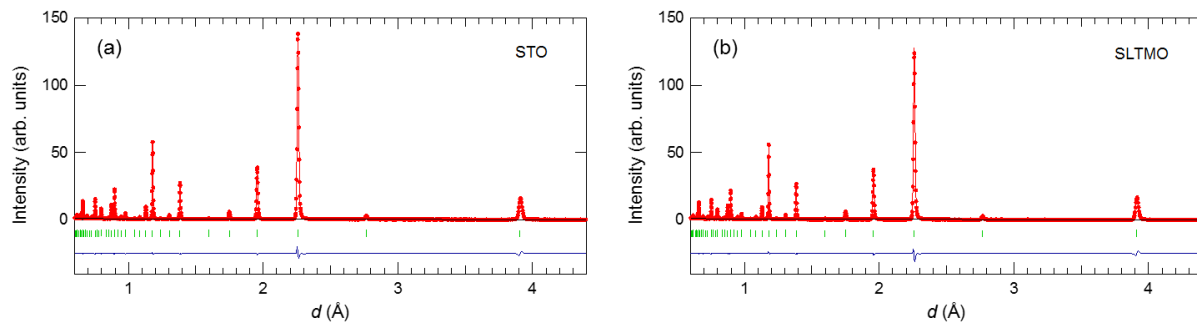 150
(a)
STO
100
50
0
Intensity (arb. units)
1 2 3 4
d (Å)
150
(b)
SLTMO
100
50
0
Intensity (arb. units)
1 2 3 4
d (Å)